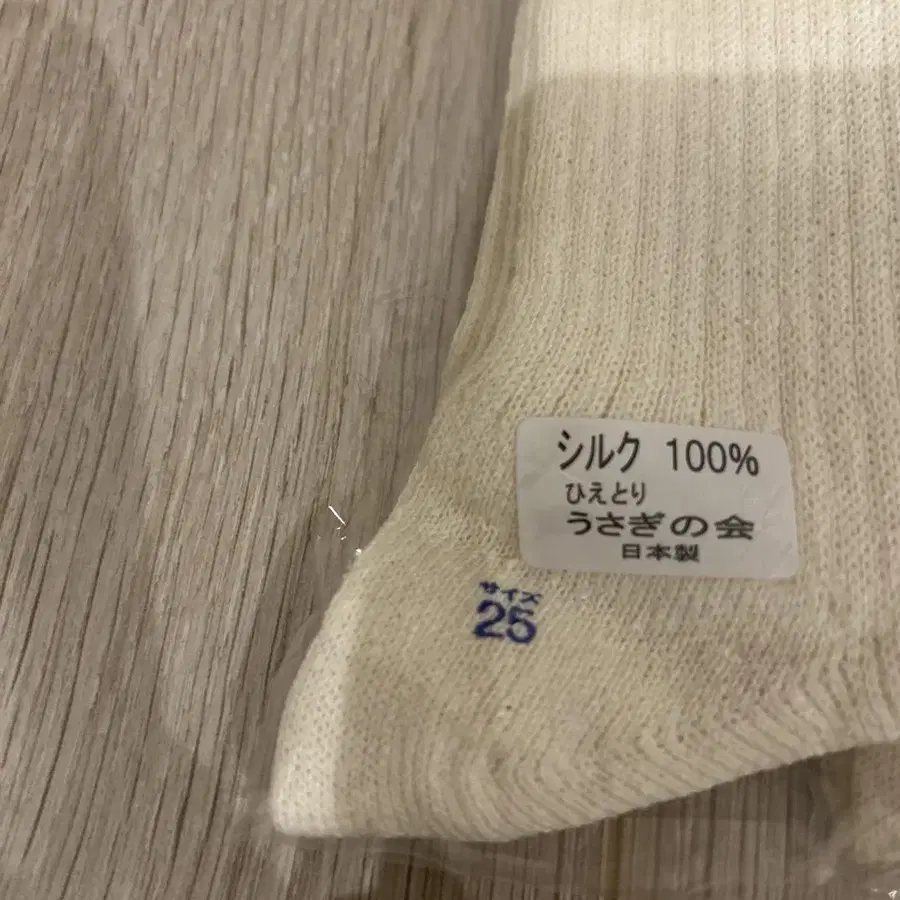 シルク 100%
ひえとり
うさぎの会
日本製
サイズ
25